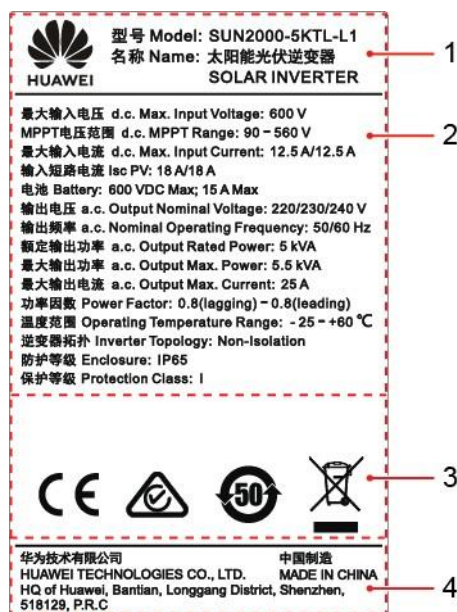 型号 Model: SUN2000-5KTL-L1
名称 Name: 太阳能光伏逆变器
SOLAR INVERTER
HUAWEI
1
最大输入电压 d.c. Max. Input Voltage: 600 V
MPPT电压范围 d.c. MPPT Range: 90 - 560 V
2
最大输入电流 d.c. Max. Input Current: 12.5 A/12.5 A
输入短路电流 Isc PV: 18 A/18 A
电池 Battery: 600 VDC Max; 15 A Max
输出电压 a.c. Output Nominal Voltage: 220/230/240 V
输出频率 a.c. Nominal Operating Frequency: 50/60 Hz
额定输出功率 a.c. Output Rated Power: 5 kVA
最大输出功率 a.c. Output Max. Power: 5.5 kVA
最大输出电流 a.c. Output Max. Current: 25 A
功率因数 Power Factor: 0.8(lagging) - 0.8(leading)
温度范围 Operating Temperature Range: - 25 - +60 ℃
逆变器拓扑 Inverter Topology: Non-Isolation
防护等级 Enclosure: IP65
保护等级 Protection Class: I
CE
50
3
华为技术有限公司 中国制造
HUAWEI TECHNOLOGIES CO., LTD. MADE IN CHINA
HQ of Huawei, Bantian, Longgang District, Shenzhen,
518129, P.R.C
4